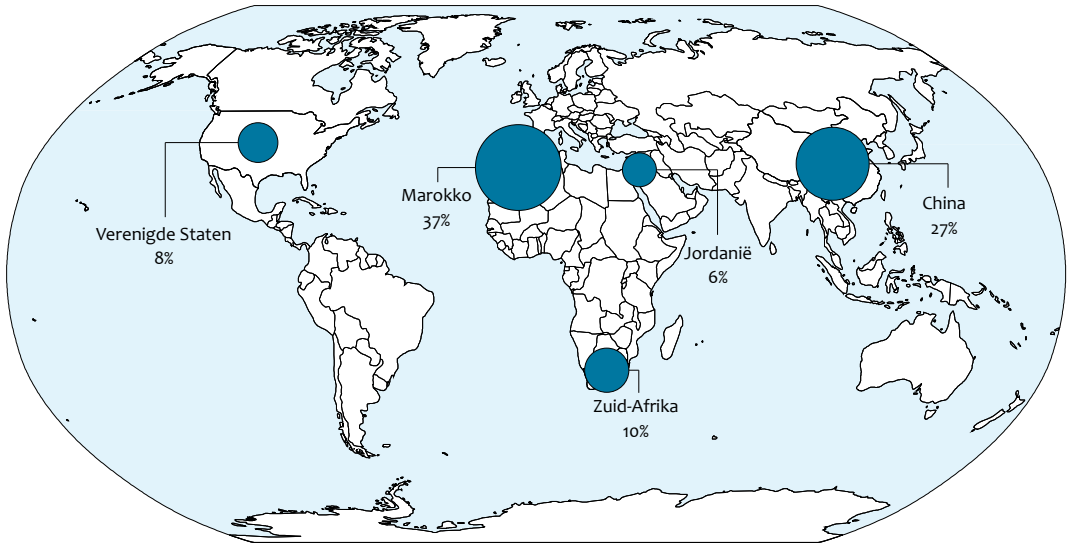 Verenigde Staten
8%
Marokko
37%
Jordanië
6%
China
27%
Zuid-Afrika
10%